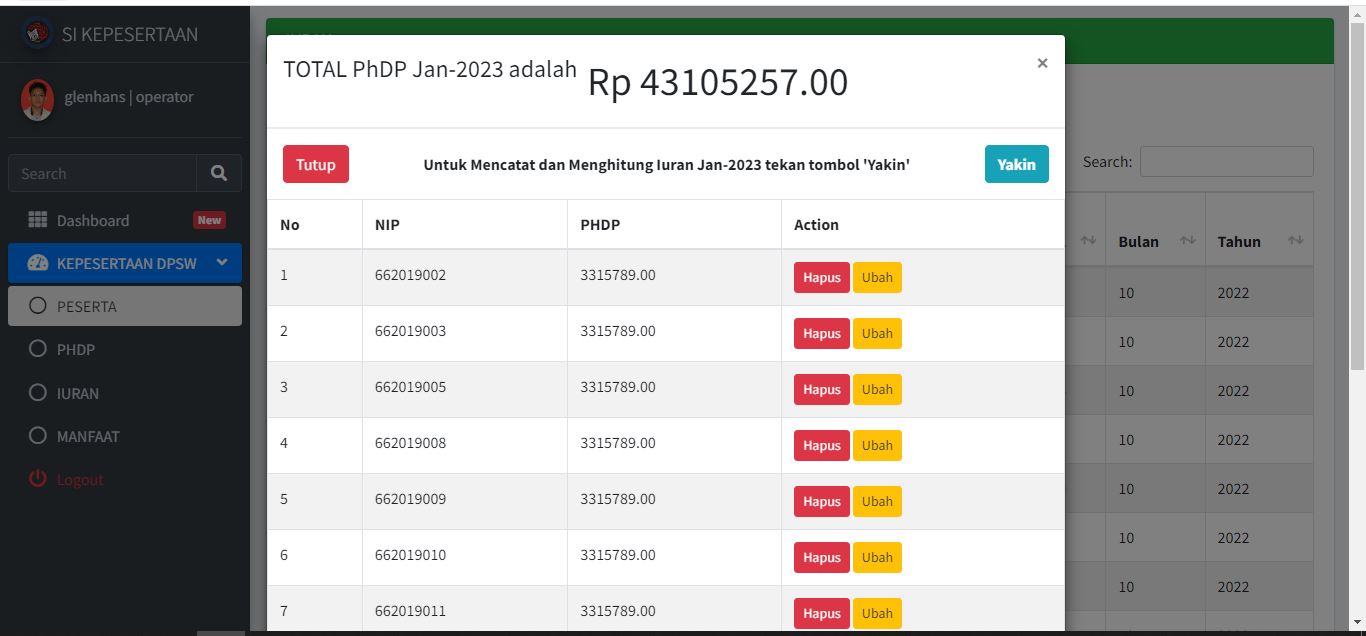 SI KEPESERTAAN
glenhans | operator
Search
Dashboard New
KEPESERTAAN DPSW
PESERTA
PHDP
IURAN
MANFAAT
Logout
TOTAL PhDP Jan-2023 adalah Rp 43105257.00 ×
Tutup Untuk Mencatat dan Menghitung Iuran Jan-2023 tekan tombol 'Yakin' Yakin
No NIP PHDP Action
1 662019002 3315789.00 Hapus Ubah
2 662019003 3315789.00 Hapus Ubah
3 662019005 3315789.00 Hapus Ubah
4 662019008 3315789.00 Hapus Ubah
5 662019009 3315789.00 Hapus Ubah
6 662019010 3315789.00 Hapus Ubah
7 662019011 3315789.00 Hapus Ubah
Search:
Bulan Tahun
10 2022
10 2022
10 2022
10 2022
10 2022
10 2022
10 2022